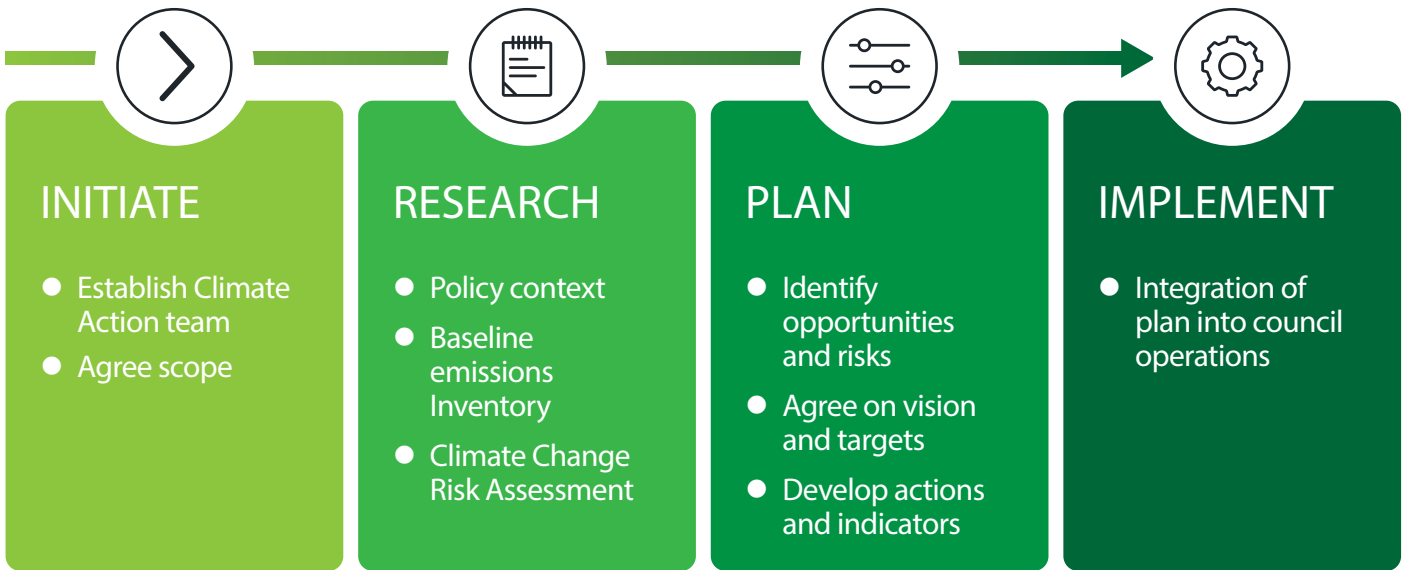 INITIATE
Establish Climate
Action team
Agree scope
RESEARCH
Policy context
Baseline
emissions
Inventory
Climate Change
Risk Assessment
PLAN
Identify
opportunities
and risks
Agree on vision
and targets
Develop actions
and indicators
IMPLEMENT
Integration of
plan into council
operations